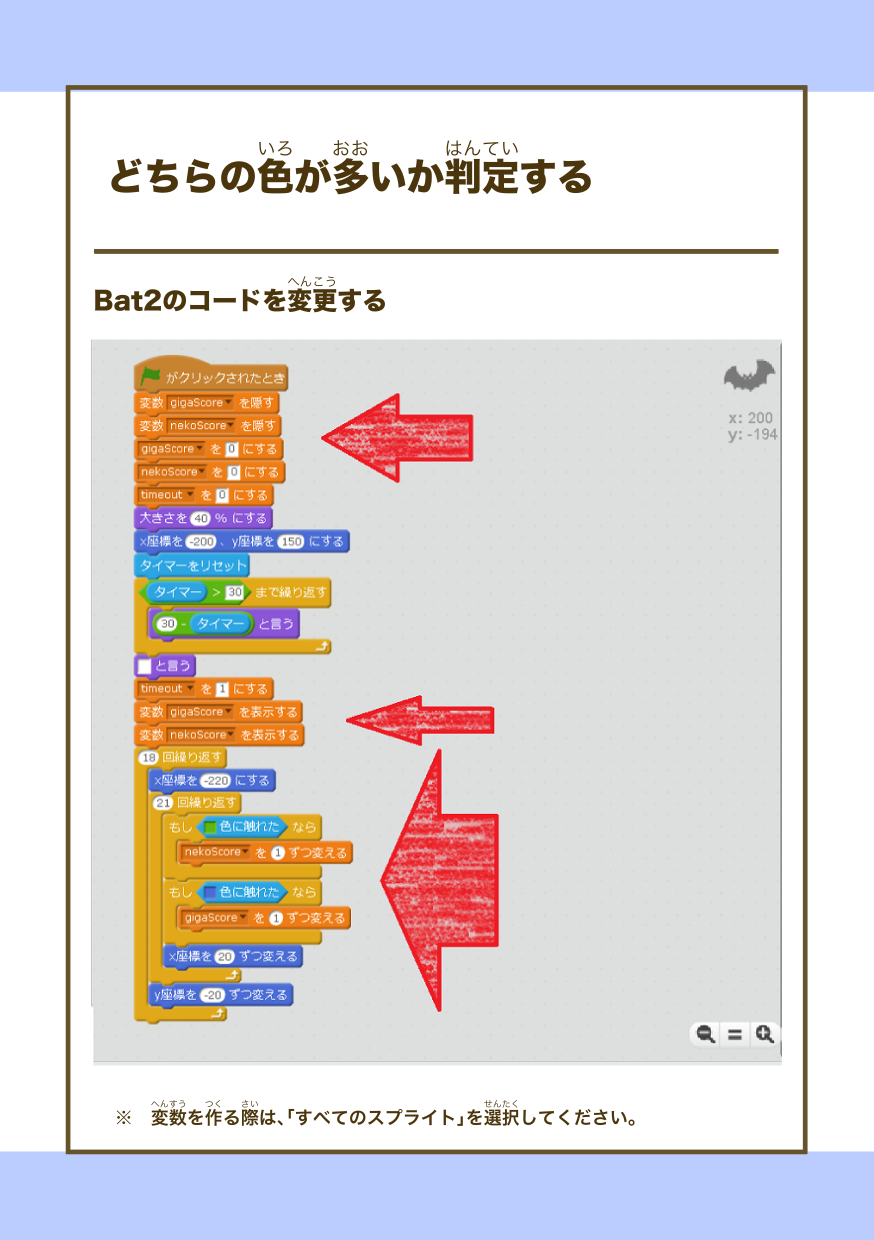 どちらの色が多いか判定する
いろ おお はんてい
Bat2のコードを変更する
へんこう
がクリックされたとき
変数 gigaScore を隠す
変数 nekoScore を隠す
gigaScore を 0 にする
nekoScore を 0 にする
timeout を 0 にする
大きさを 40 % にする
x座標を -200 、y座標を 150 にする
タイマーをリセット
タイマー > 30 まで繰り返す
30 - タイマー と言う
と言う
timeout を 1 にする
変数 gigaScore を表示する
変数 nekoScore を表示する
18 回繰り返す
x座標を -220 にする
21 回繰り返す
もし 色に触れた なら
nekoScore を 1 ずつ変える
もし 色に触れた なら
gigaScore を 1 ずつ変える
x座標を 20 ずつ変える
y座標を -20 ずつ変える
x: 200
y: -194
※ 変数を作る際は、「すべてのスプライト」を選択してください。
へんすう つく さい せんたく